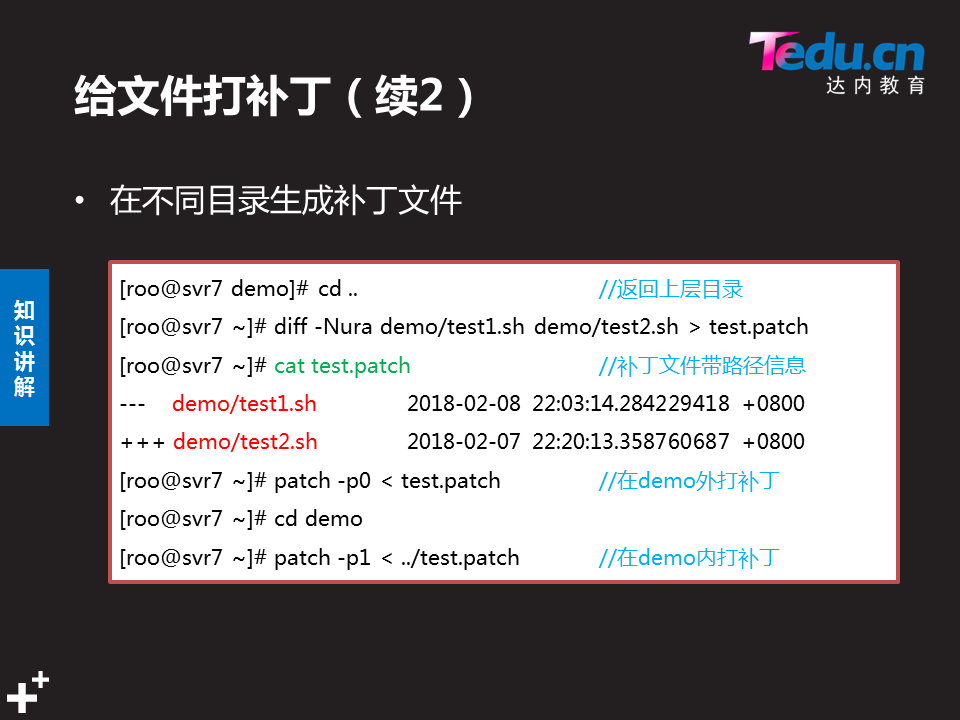 Tedu.cn
达内教育
给文件打补丁（续2）
• 在不同目录生成补丁文件
知识讲解
[roo@svr7 demo]# cd .. //返回上层目录
[roo@svr7 ~]# diff -Nura demo/test1.sh demo/test2.sh > test.patch
[roo@svr7 ~]# cat test.patch //补丁文件带路径信息
--- demo/test1.sh 2018-02-08 22:03:14.284229418 +0800
+++ demo/test2.sh 2018-02-07 22:20:13.358760687 +0800
[roo@svr7 ~]# patch -p0 < test.patch //在demo外打补丁
[roo@svr7 ~]# cd demo
[roo@svr7 ~]# patch -p1 < ../test.patch //在demo内打补丁